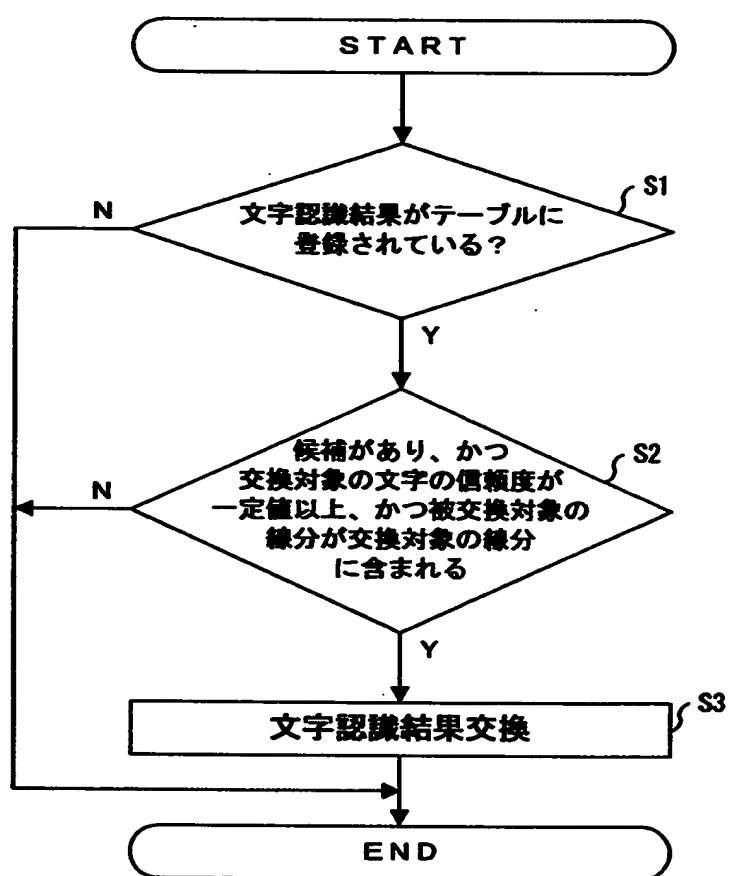 START
S1
文字認識結果がテーブルに
登録されている？
N
Y
S2
候補があり、かつ
交換対象の文字の信頼度が
一定値以上、かつ被交換対象の
線分が交換対象の線分
に含まれる
N
Y
S3
文字認識結果交換
END